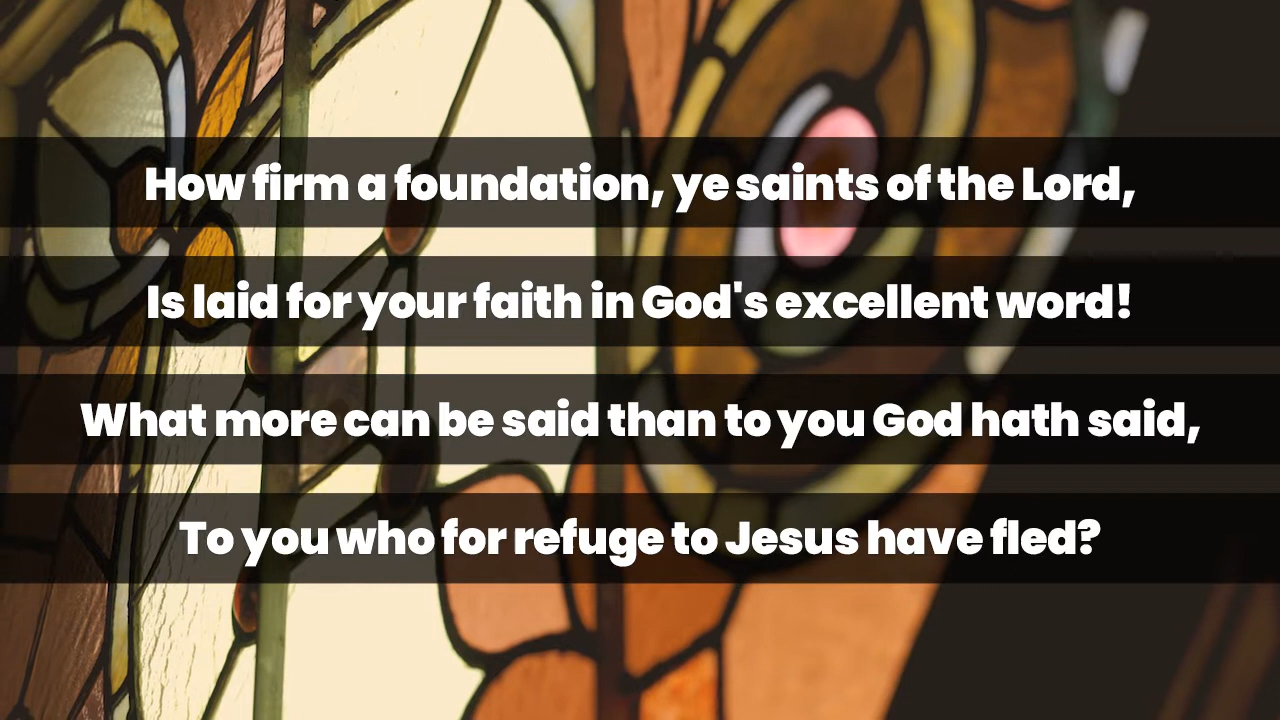 How firm a foundation, ye saints of the Lord,
Is laid for your faith in God's excellent word!
What more can be said than to you God hath said,
To you who for refuge to Jesus have fled?